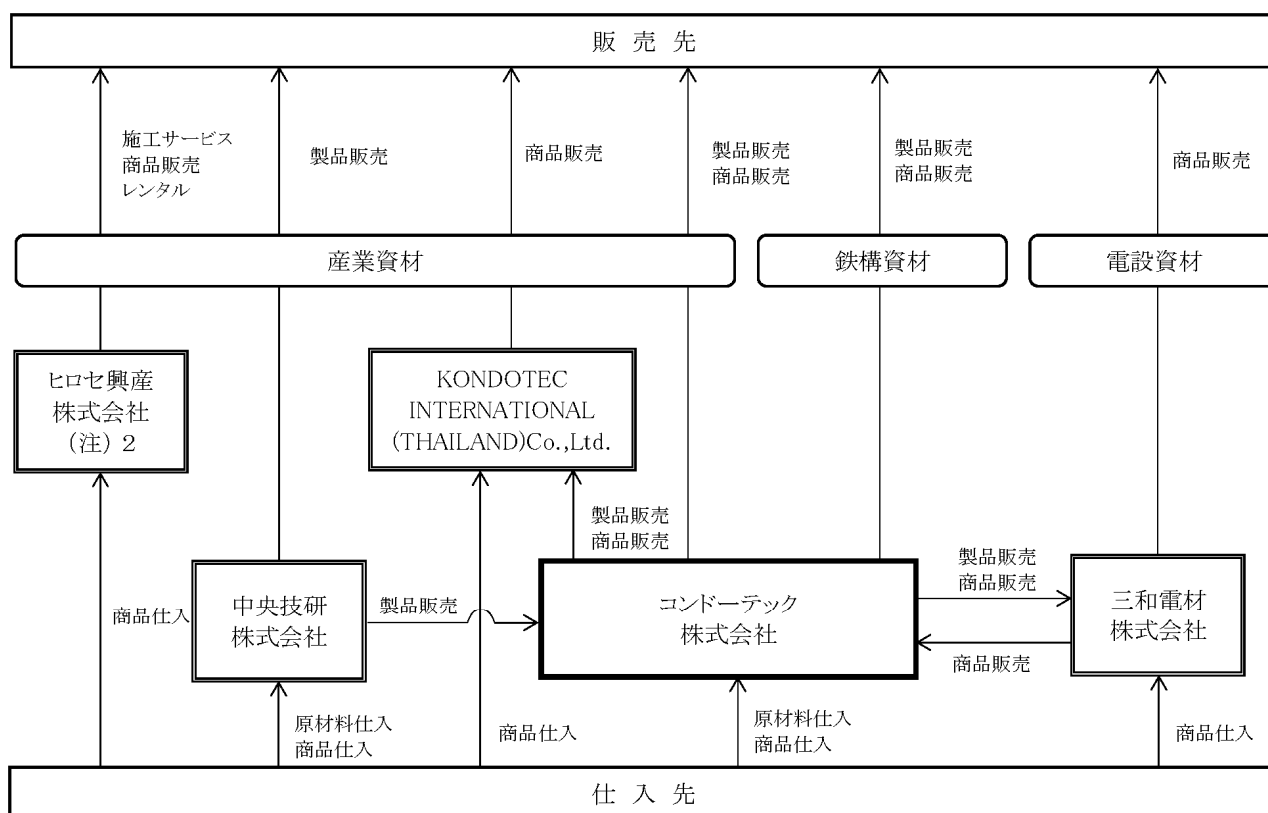 販 売 先
施工サービス
商品販売
レンタル
製品販売
商品販売
製品販売
商品販売
製品販売
商品販売
商品販売
産業資材
鉄構資材
電設資材
ヒロセ興産
株式会社
(注) 2
KONDOTEC
INTERNATIONAL
(THAILAND)Co.,Ltd.
製品販売
商品販売
商品仕入
中央技研
株式会社
製品販売
コンドーテック
株式会社
製品販売
商品販売
商品販売
三和電材
株式会社
原材料仕入
商品仕入
商品仕入
原材料仕入
商品仕入
商品仕入
仕 入 先